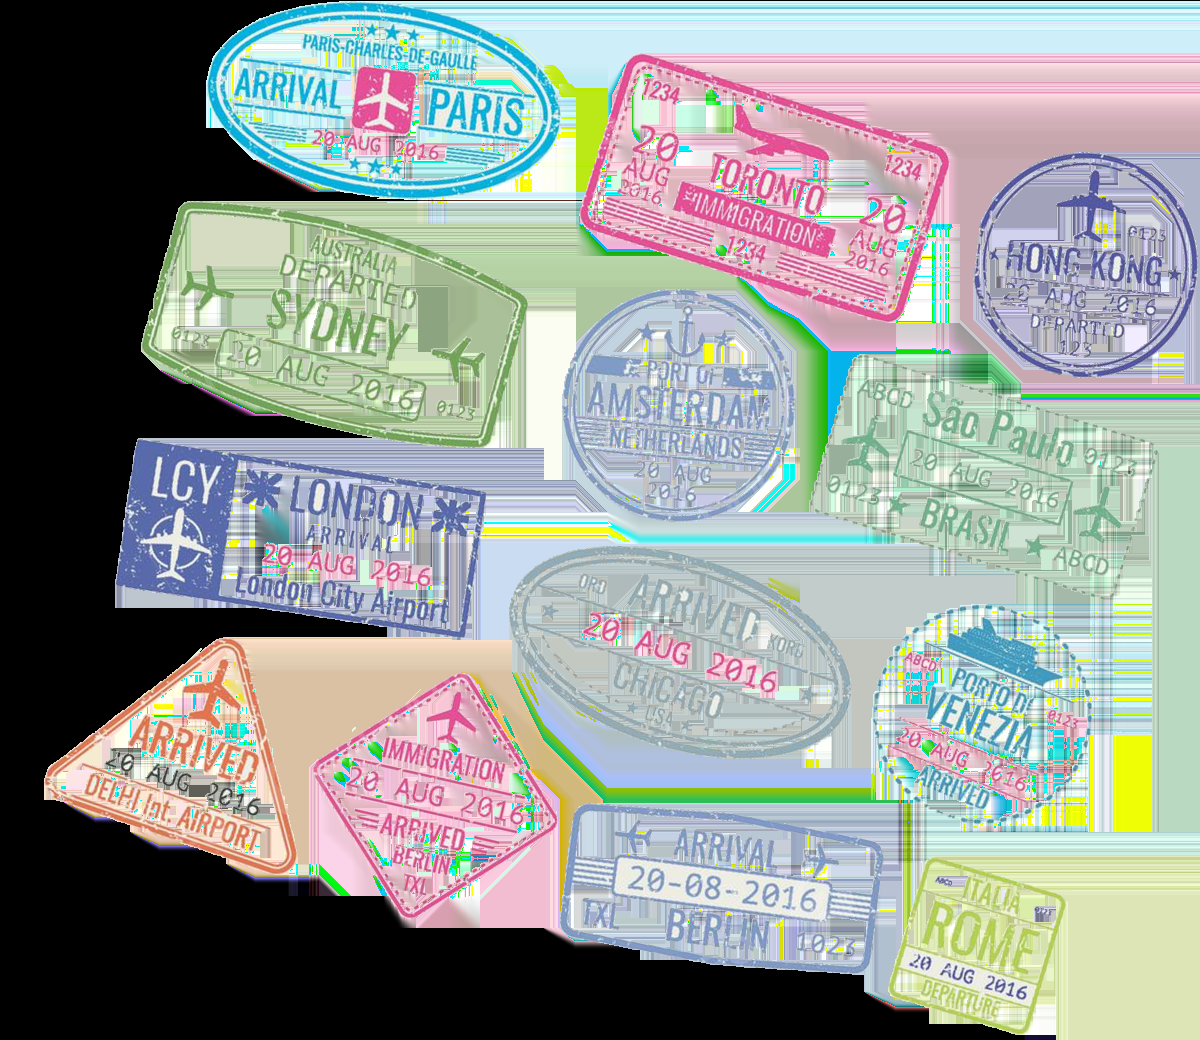 PARIS-CHARLES-DE-GAULLE
ARRIVAL PARIS
20 AUG 2016
1234
20
AUG
2016
TORONTO
IMMIGRATION
1234
1234
20
AUG
2016
0123
HONG KONG
22 AUG 2016
DEPARTED
123
AUSTRALIA
DEPARTED
SYDNEY
0123
20 AUG 2016
0123
PORT OF
AMSTERDAM
NETHERLANDS
20 AUG
2016
ABCD
São Paulo
0123
20 AUG 2016
0123
BRASIL
ABCD
LCY
LONDON
ARRIVAL
20 AUG 2016
London City Airport
ORD
ARRIVED
KORD
20 AUG 2016
CHICAGO
USA
ABCD
PORTO DI
VENEZIA
0123
20 AUG 2016
ARRIVED
ARRIVED
20 AUG 2016
DELHI Int. AIRPORT
IMMIGRATION
20 AUG 2016
ARRIVED
BERLIN
TXL
ARRIVAL
20-08-2016
TXL
BERLIN
1023
ABCD
ITALIA
0123
ROME
20 AUG 2016
DEPARTURE